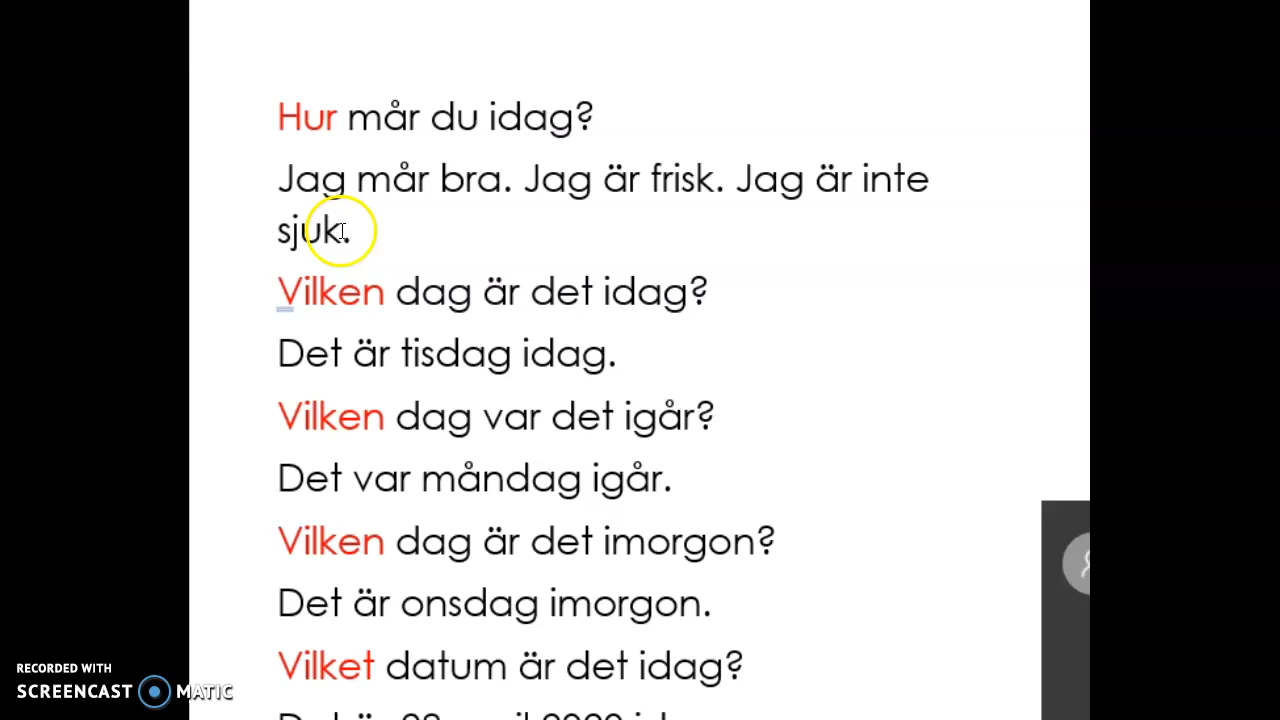 Hur mår du idag?
Jag mår bra. Jag är frisk. Jag är inte
sjuk.
Vilken dag är det idag?
Det är tisdag idag.
Vilken dag var det igår?
Det var måndag igår.
Vilken dag är det imorgon?
Det är onsdag imorgon.
Vilket datum är det idag?
RECORDED WITH
SCREENCAST MATIC